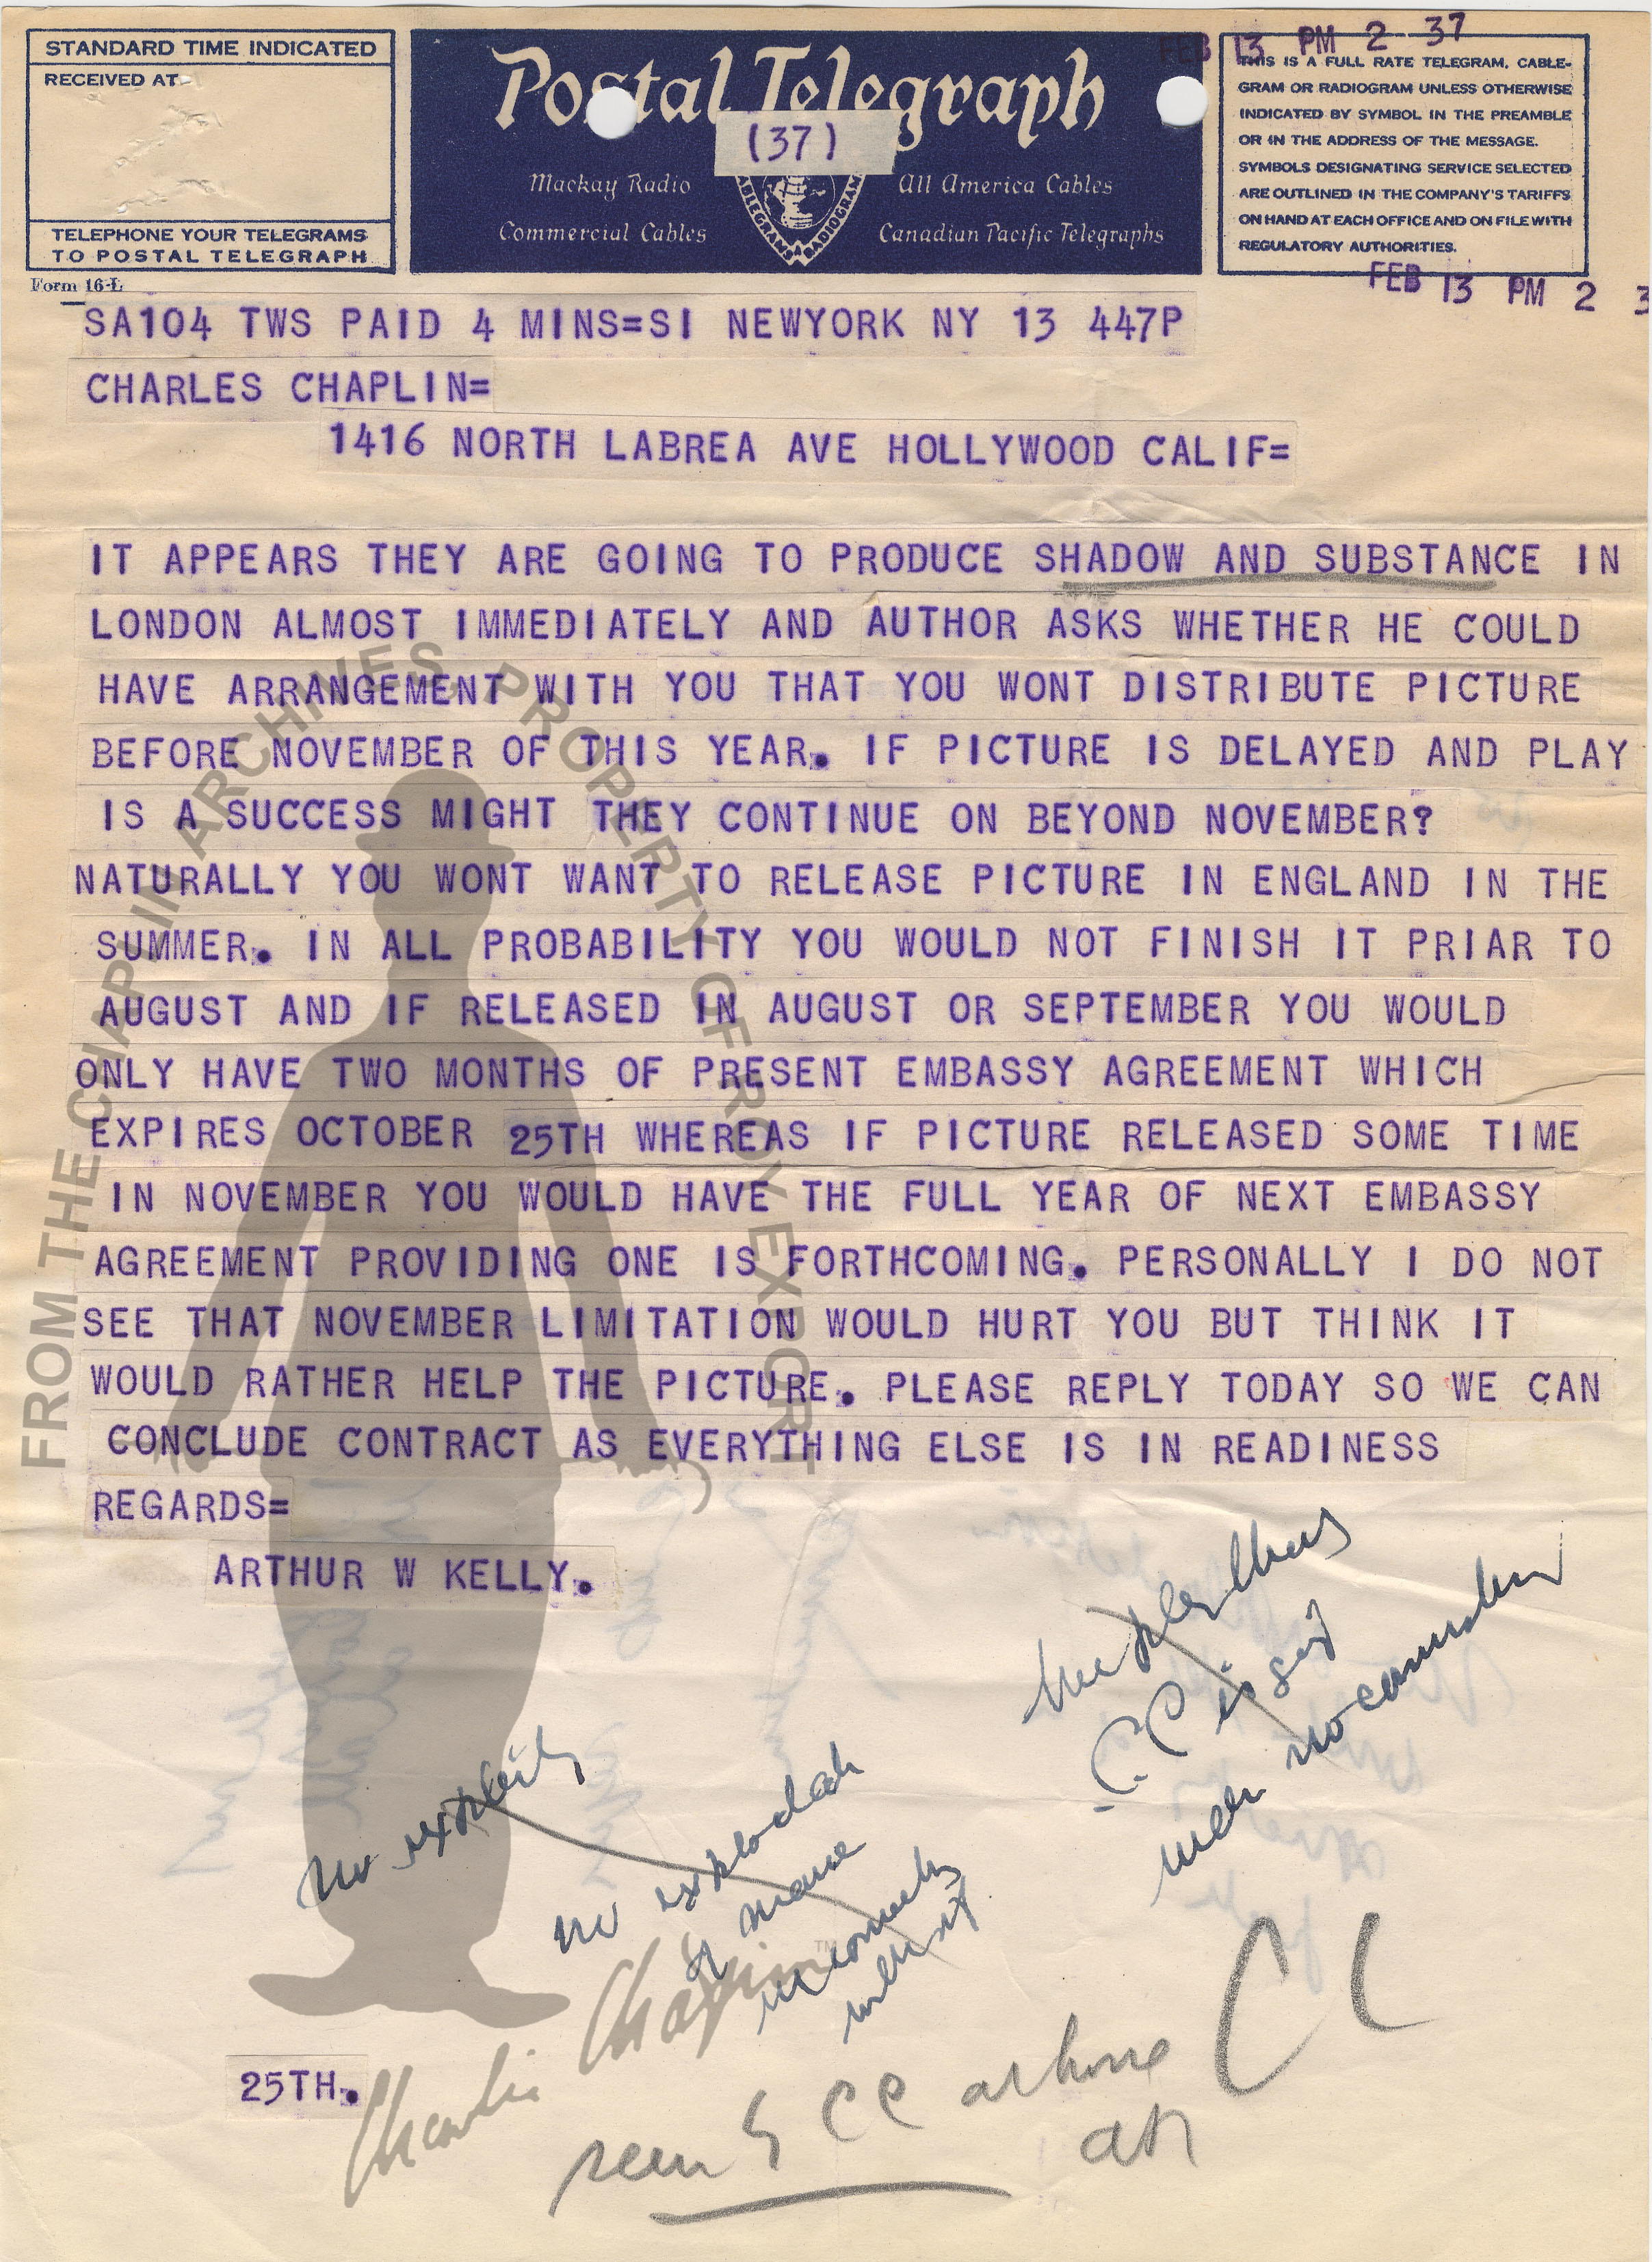 FEB 13 PM 2 37
STANDARD TIME INDICATED
RECEIVED AT
TELEPHONE YOUR TELEGRAMS
TO POSTAL TELEGRAPH
Form 16-L
Postal Telegraph
(37)
Mackay Radio
All America Cables
Commercial Cables
Canadian Pacific Telegraphs
CABLEGRAMS RADIOGRAMS
THIS IS A FULL RATE TELEGRAM, CABLE-
GRAM OR RADIOGRAM UNLESS OTHERWISE
INDICATED BY SYMBOL IN THE PREAMBLE
OR IN THE ADDRESS OF THE MESSAGE.
SYMBOLS DESIGNATING SERVICE SELECTED
ARE OUTLINED IN THE COMPANY'S TARIFFS
ON HAND AT EACH OFFICE AND ON FILE WITH
REGULATORY AUTHORITIES.
FEB 13 PM 2 3
SA104 TWS PAID 4 MINS=SI NEWYORK NY 13 447P
CHARLES CHAPLIN=
1416 NORTH LABREA AVE HOLLYWOOD CALIF=
IT APPEARS THEY ARE GOING TO PRODUCE SHADOW AND SUBSTANCE IN
LONDON ALMOST IMMEDIATELY AND AUTHOR ASKS WHETHER HE COULD
HAVE ARRANGEMENT WITH YOU THAT YOU WONT DISTRIBUTE PICTURE
BEFORE NOVEMBER OF THIS YEAR. IF PICTURE IS DELAYED AND PLAY
IS A SUCCESS MIGHT THEY CONTINUE ON BEYOND NOVEMBER?
NATURALLY YOU WONT WANT TO RELEASE PICTURE IN ENGLAND IN THE
SUMMER. IN ALL PROBABILITY YOU WOULD NOT FINISH IT PRIAR TO
AUGUST AND IF RELEASED IN AUGUST OR SEPTEMBER YOU WOULD
ONLY HAVE TWO MONTHS OF PRESENT EMBASSY AGREEMENT WHICH
EXPIRES OCTOBER 25TH WHEREAS IF PICTURE RELEASED SOME TIME
IN NOVEMBER YOU WOULD HAVE THE FULL YEAR OF NEXT EMBASSY
AGREEMENT PROVIDING ONE IS FORTHCOMING. PERSONALLY I DO NOT
SEE THAT NOVEMBER LIMITATION WOULD HURT YOU BUT THINK IT
WOULD RATHER HELP THE PICTURE. PLEASE REPLY TODAY SO WE CAN
CONCLUDE CONTRACT AS EVERYTHING ELSE IS IN READINESS
REGARDS=
ARTHUR W KELLY.
25TH.
CC
FROM THE CHAPLIN ARCHIVES PROPERTY OF ROY EXPORT
Charlie Chaplin™